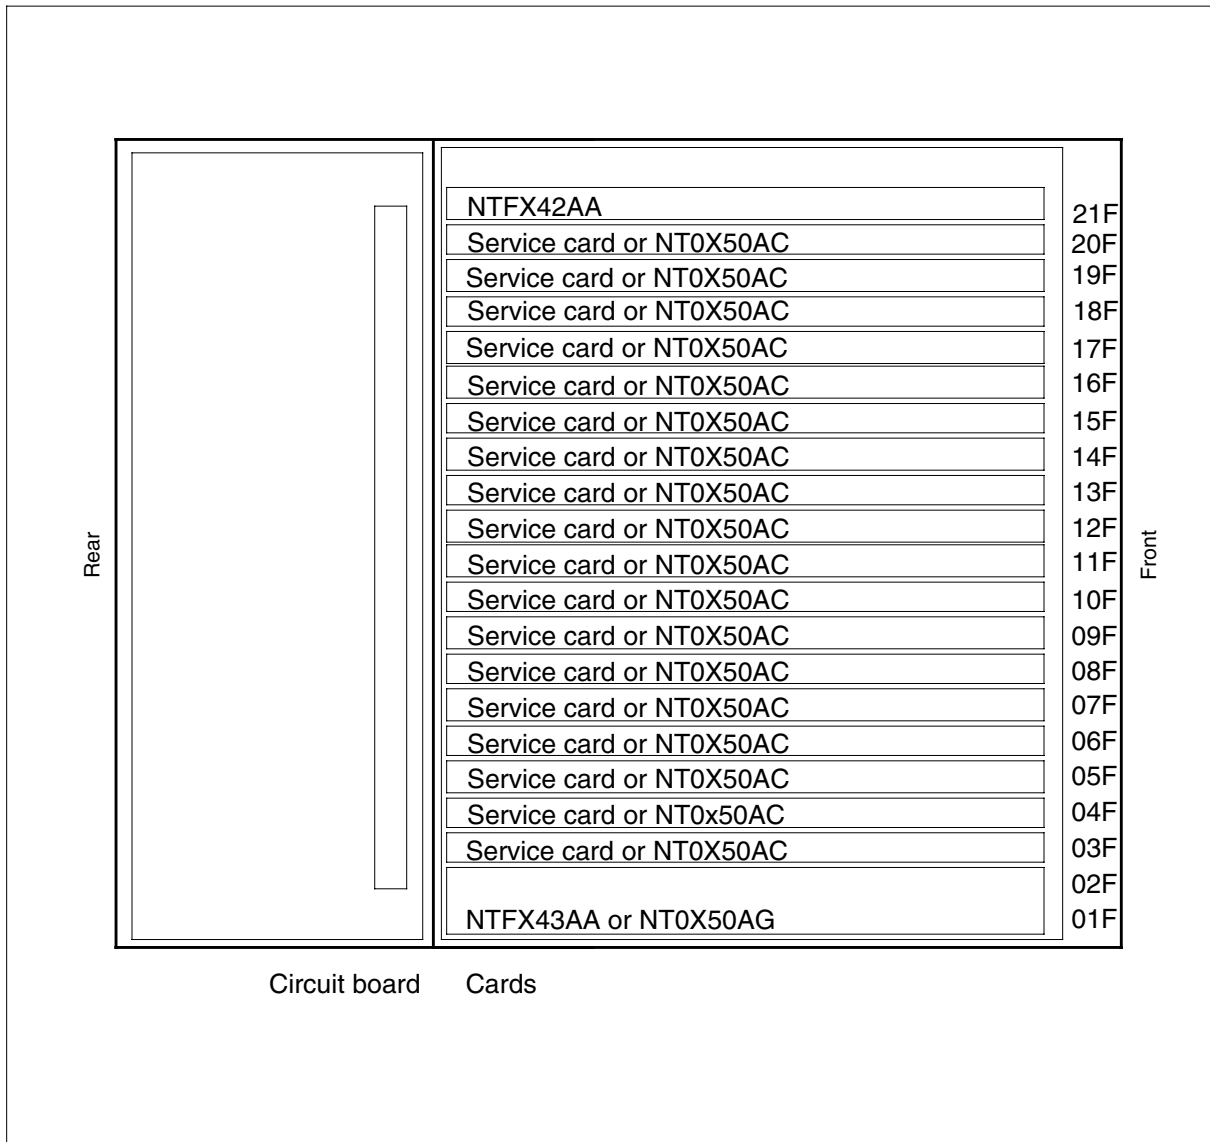 NTFX42AA 21F
Service card or NT0X50AC 20F
Service card or NT0X50AC 19F
Service card or NT0X50AC 18F
Service card or NT0X50AC 17F
Service card or NT0X50AC 16F
Service card or NT0X50AC 15F
Service card or NT0X50AC 14F
Service card or NT0X50AC 13F
Service card or NT0X50AC 12F
Service card or NT0X50AC 11F
Service card or NT0X50AC 10F
Service card or NT0X50AC 09F
Service card or NT0X50AC 08F
Service card or NT0X50AC 07F
Service card or NT0X50AC 06F
Service card or NT0X50AC 05F
Service card or NT0x50AC 04F
Service card or NT0X50AC 03F
02F
NTFX43AA or NT0X50AG 01F
Rear
Front
Circuit board Cards